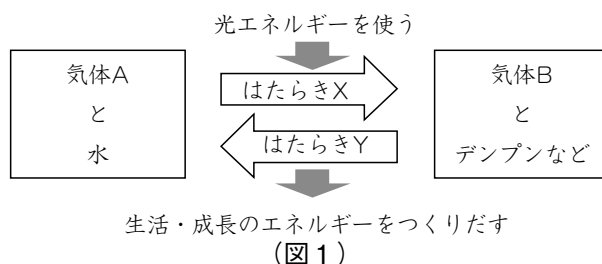 光エネルギーを使う
気体A
と
水
はたらきX
はたらきY
気体B
と
デンプンなど
生活・成長のエネルギーをつくりだす
(図1)